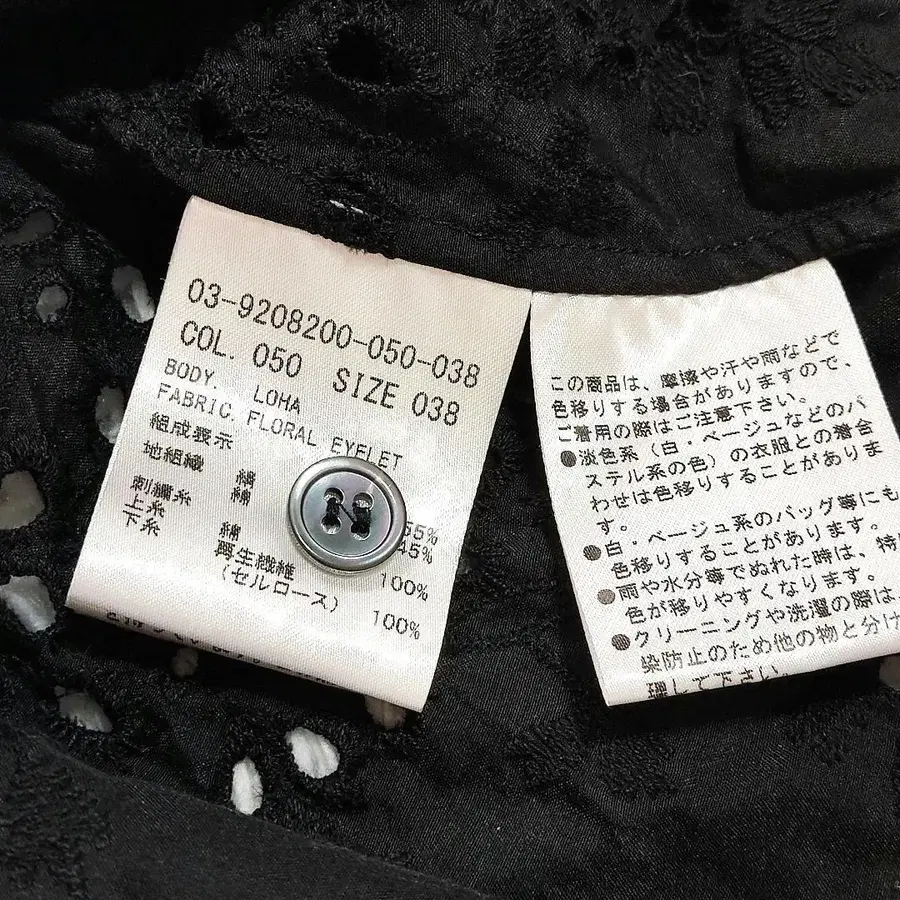 03-9208200-050-038
COL. 050 SIZE 038
BODY. LOHA
FABRIC. FLORAL EYELET
組成表示
地組織 絹 55%
綿 45%
刺繍糸
上糸 綿 100%
下糸 再生繊維
(セルロース) 100%
この商品は、摩擦や汗や雨などで
色移りする場合がありますので、
ご着用の際はご注意下さい。
●淡色系(白・ベージュなどのパ
ステル系の色)の衣服との着合
わせは色移りすることがありま
す。
●白・ベージュ系のバッグ等にも
色移りすることがあります。
●雨や水分等でぬれた時は、特
色が移りやすくなります。
●クリーニングや洗濯の際は、
染防止のため他の物と分け
理して下さい。